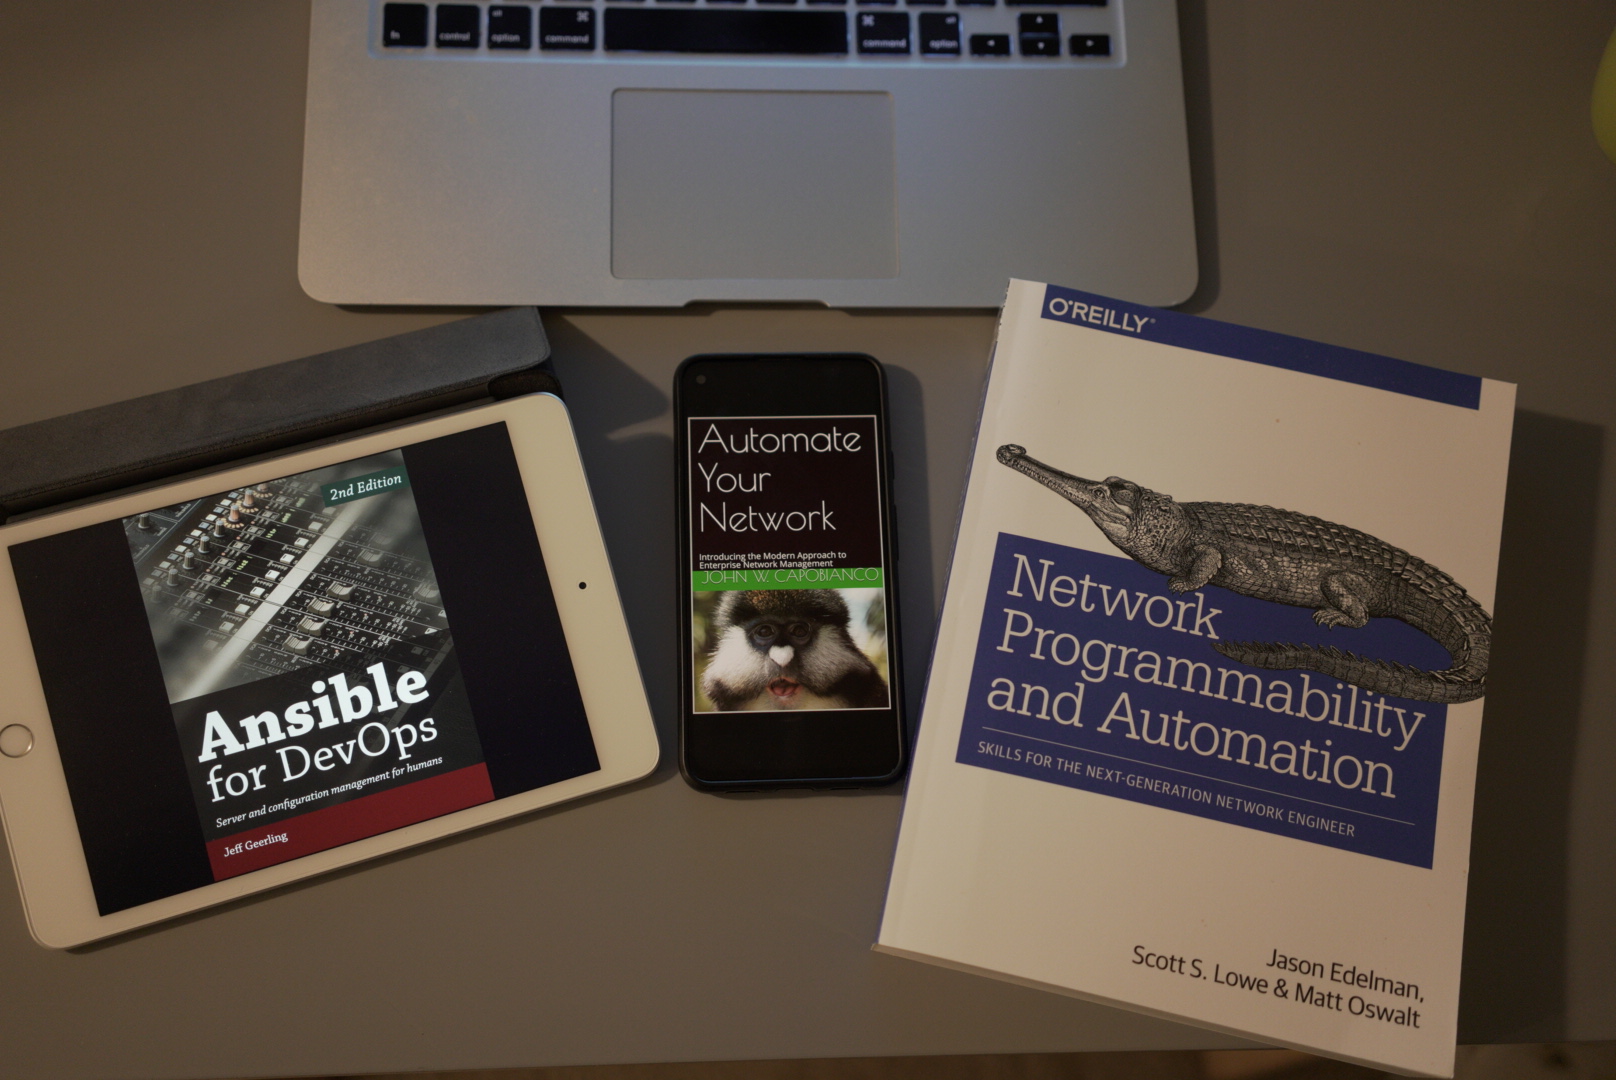 fn
control
alt
option
⌘
command
⌘
command
alt
option
2nd Edition
Ansible
for DevOps
Server and configuration management for humans
Jeff Geerling
Automate
Your
Network
Introducing the Modern Approach to
Enterprise Network Management
JOHN W. CAPOBIANCO
O'REILLY®
Network
Programmability
and Automation
SKILLS FOR THE NEXT-GENERATION NETWORK ENGINEER
Jason Edelman,
Scott S. Lowe & Matt Oswalt